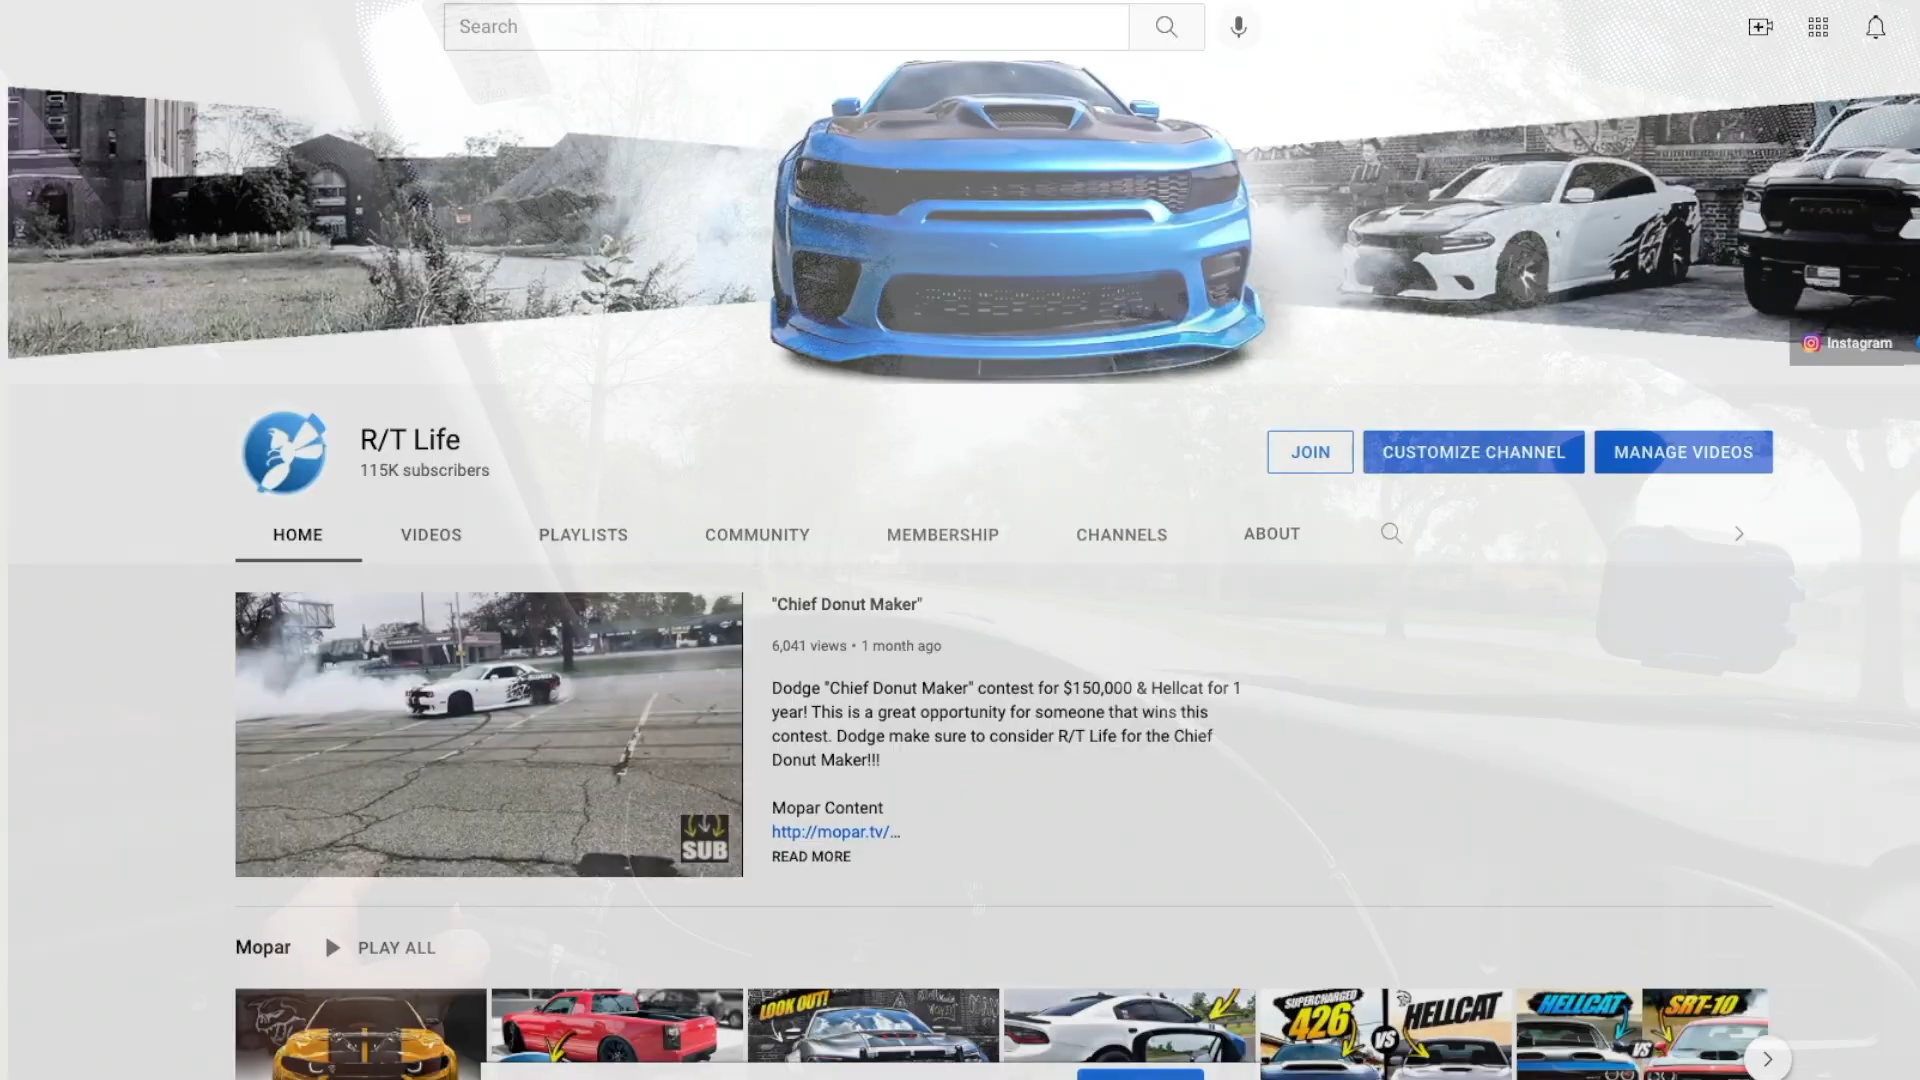 Search
RAM
Instagram
R/T Life
115K subscribers
JOIN
CUSTOMIZE CHANNEL
MANAGE VIDEOS
HOME
VIDEOS
PLAYLISTS
COMMUNITY
MEMBERSHIP
CHANNELS
ABOUT
"Chief Donut Maker"
6,041 views • 1 month ago
Dodge "Chief Donut Maker" contest for $150,000 & Hellcat for 1
year! This is a great opportunity for someone that wins this
contest. Dodge make sure to consider R/T Life for the Chief
Donut Maker!!!
Mopar Content
http://mopar.tv/...
READ MORE
SUB
Mopar
PLAY ALL
LOOK OUT!
SUPERCHARGED
426
VS
HELLCAT
HELLCAT
VS
SRT-10